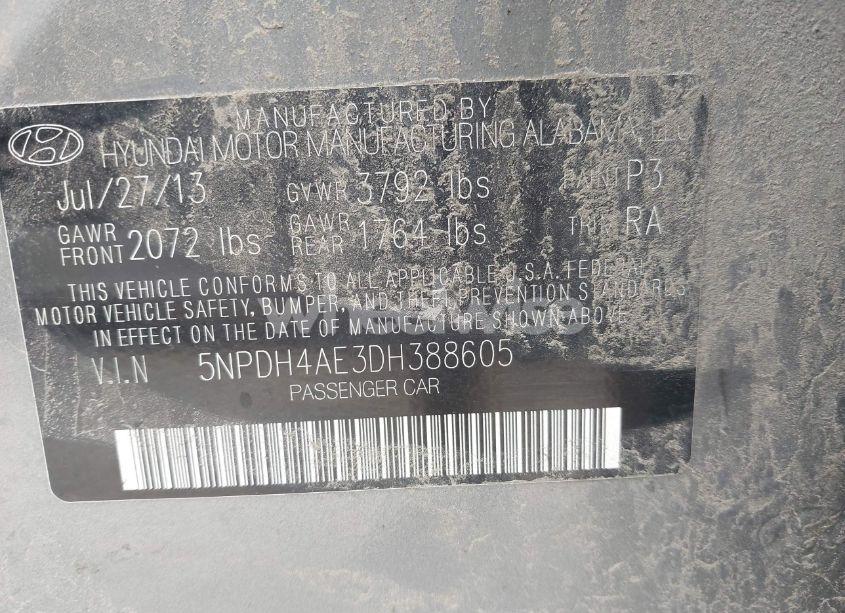 MANUFACTURED BY
HYUNDAI MOTOR MANUFACTURING ALABAMA, LLC
Jul/27/13 GVWR 3792 lbs PAINT P3
GAWR FRONT 2072 lbs GAWR REAR 1764 lbs TRIM RA
THIS VEHICLE CONFORMS TO ALL APPLICABLE U.S.A. FEDERAL
MOTOR VEHICLE SAFETY, BUMPER, AND THEFT PREVENTION STANDARDS
IN EFFECT ON THE DATE OF MANUFACTURE SHOWN ABOVE
V.I.N 5NPDH4AE3DH388605
PASSENGER CAR